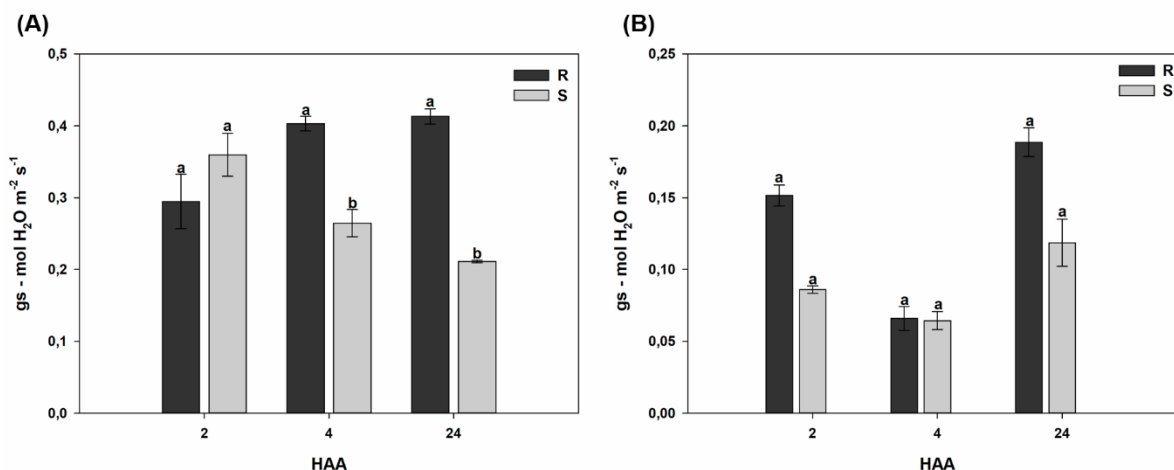 (A)
0,5
0,4
0,3
0,2
0,1
0,0
gs - mol H₂O m⁻² s⁻¹
R
S
a
a
a
b
a
b
2
4
24
HAA
(B)
0,25
0,20
0,15
0,10
0,05
0,00
gs - mol H₂O m⁻² s⁻¹
R
S
a
a
a
a
a
a
2
4
24
HAA